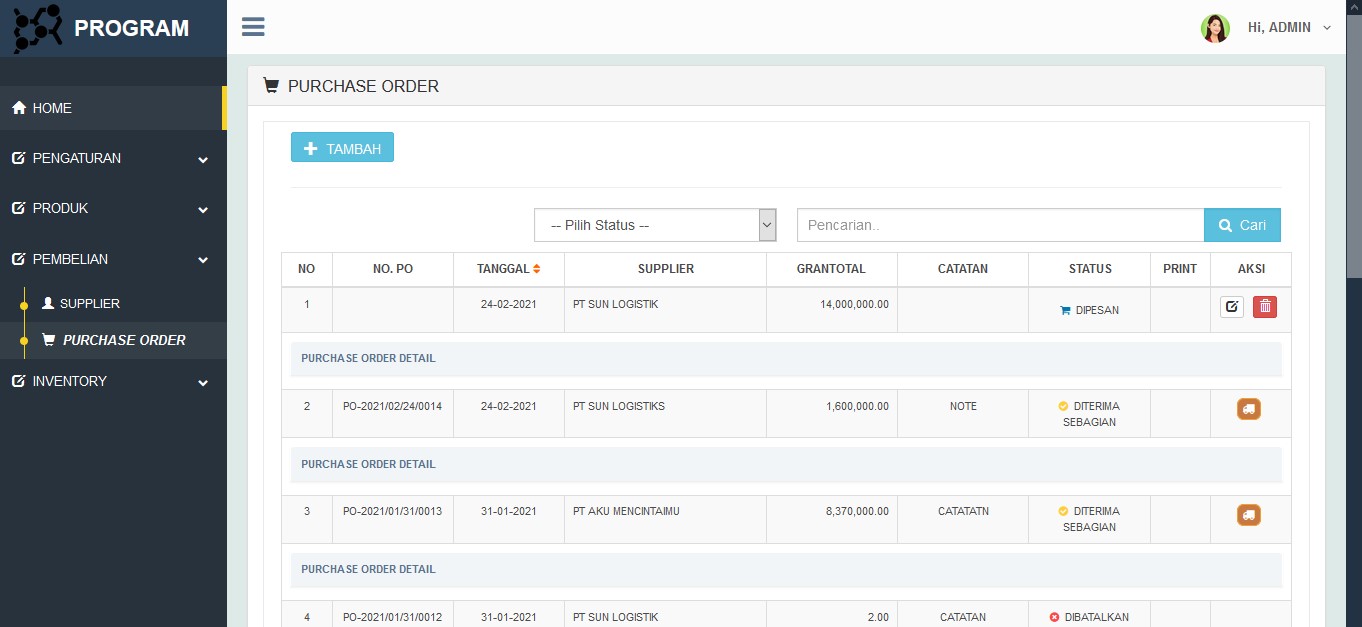 PROGRAM
Hi, ADMIN
HOME
PENGATURAN
PRODUK
PEMBELIAN
SUPPLIER
PURCHASE ORDER
INVENTORY
PURCHASE ORDER
TAMBAH
-- Pilih Status -- Pencarian.. Cari
NO NO. PO TANGGAL SUPPLIER GRANTOTAL CATATAN STATUS PRINT AKSI
1 24-02-2021 PT SUN LOGISTIK 14,000,000.00 DIPESAN
PURCHASE ORDER DETAIL
2 PO-2021/02/24/0014 24-02-2021 PT SUN LOGISTIKS 1,600,000.00 NOTE DITERIMA
SEBAGIAN
PURCHASE ORDER DETAIL
3 PO-2021/01/31/0013 31-01-2021 PT AKU MENCINTAIMU 8,370,000.00 CATATATN DITERIMA
SEBAGIAN
PURCHASE ORDER DETAIL
4 PO-2021/01/31/0012 31-01-2021 PT SUN LOGISTIK 2.00 CATATAN DIBATALKAN